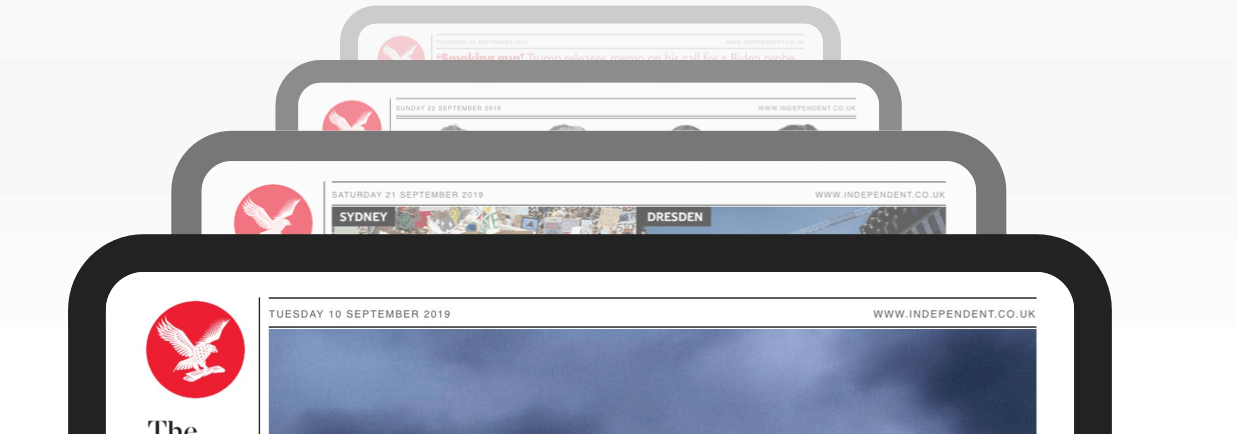 THURSDAY 19 SEPTEMBER 2019 WWW.INDEPENDENT.CO.UK
‘Smoking gun’ Trump releases memo on his call for a Biden probe
SUNDAY 22 SEPTEMBER 2019 WWW.INDEPENDENT.CO.UK
SATURDAY 21 SEPTEMBER 2019 WWW.INDEPENDENT.CO.UK
SYDNEY DRESDEN
TUESDAY 10 SEPTEMBER 2019 WWW.INDEPENDENT.CO.UK
The